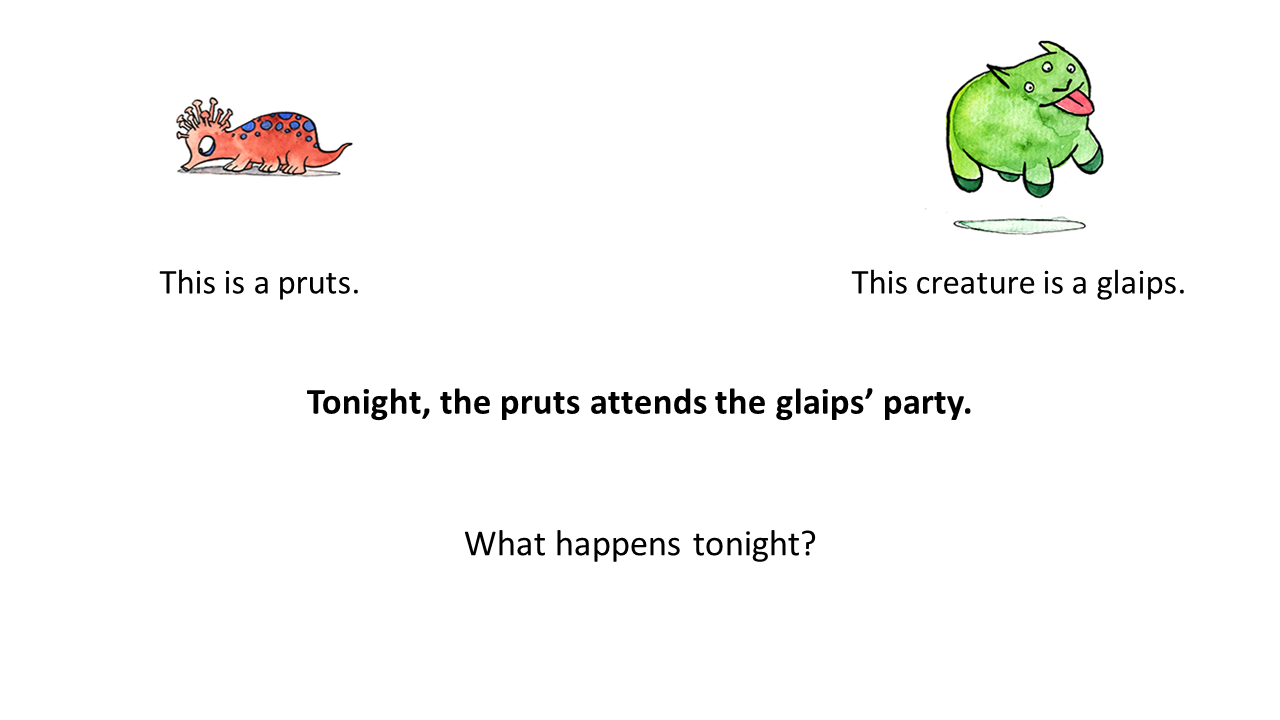 This is a pruts.
This creature is a glaips.
Tonight, the pruts attends the glaips’ party.
What happens tonight?